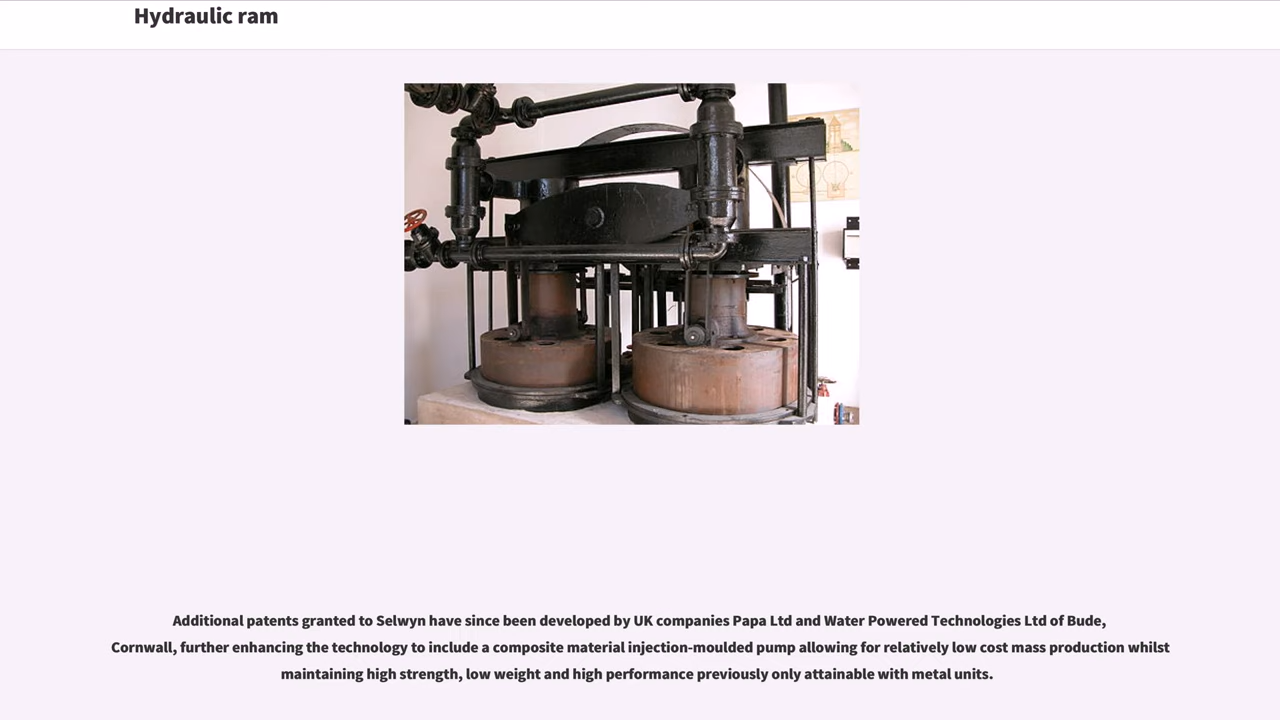 Hydraulic ram
Additional patents granted to Selwyn have since been developed by UK companies Papa Ltd and Water Powered Technologies Ltd of Bude,
Cornwall, further enhancing the technology to include a composite material injection-moulded pump allowing for relatively low cost mass production whilst
maintaining high strength, low weight and high performance previously only attainable with metal units.